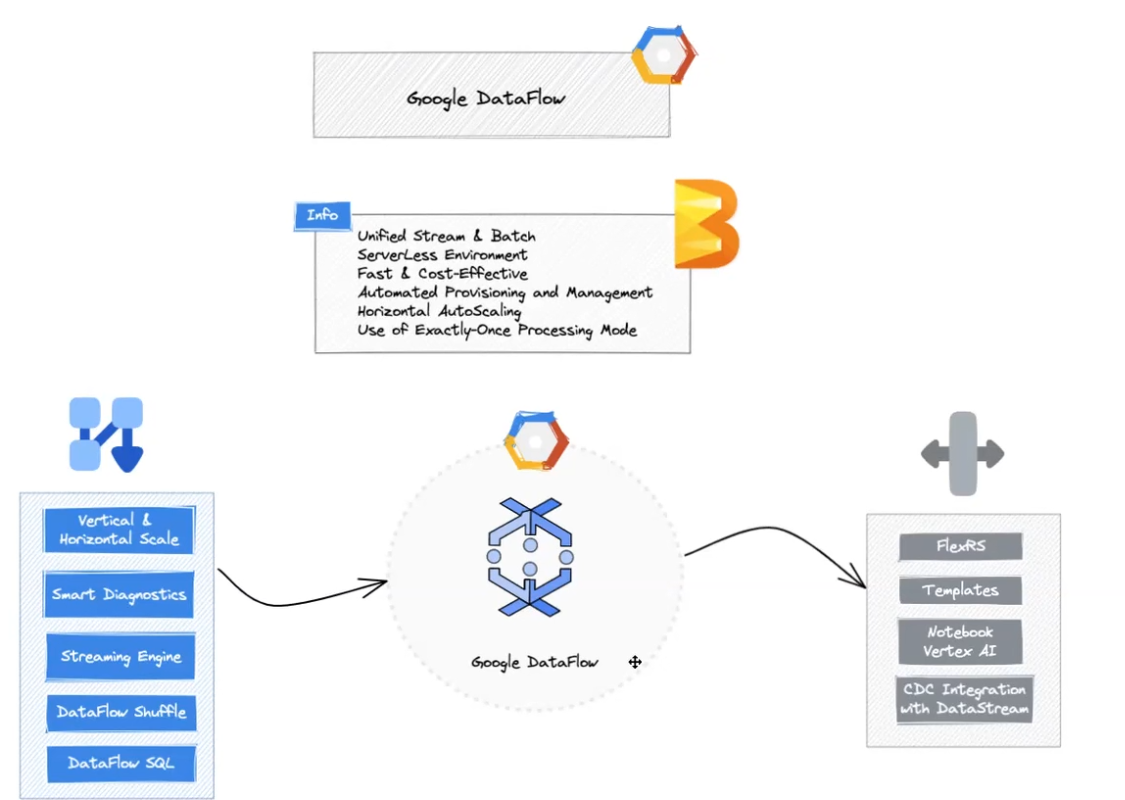 Google DataFlow
Info
Unified Stream & Batch
ServerLess Environment
Fast & Cost-Effective
Automated Provisioning and Management
Horizontal AutoScaling
Use of Exactly-Once Processing Mode
Vertical &
Horizontal Scale
Smart Diagnostics
Streaming Engine
DataFlow Shuffle
DataFlow SQL
Google DataFlow
FlexRS
Templates
Notebook
Vertex AI
CDC Integration
with DataStream